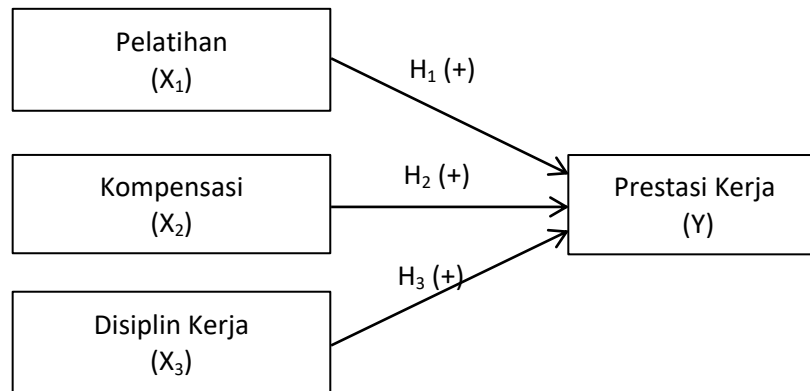 Pelatihan
(X₁)
H₁ (+)
Kompensasi
(X₂)
H₂ (+)
Prestasi Kerja
(Y)
H₃ (+)
Disiplin Kerja
(X₃)